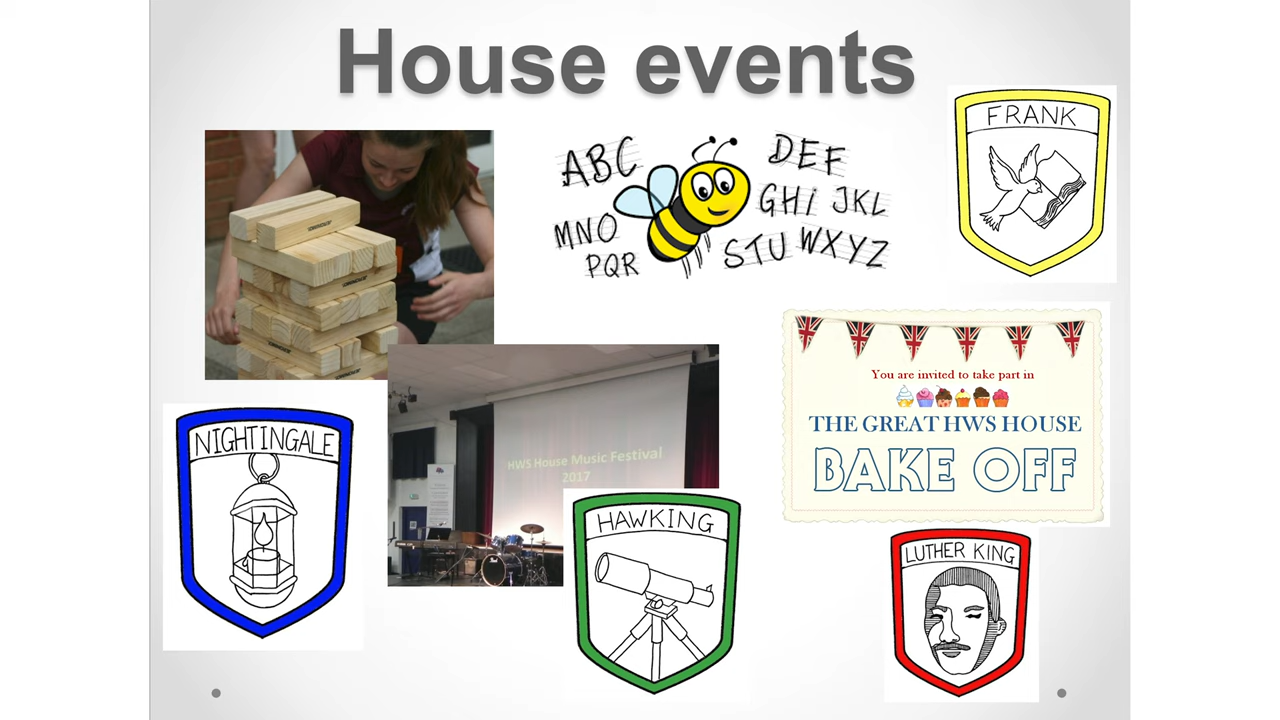 House events
FRANK
ABC
DEF
GHi JKL
MNO
STU WXYZ
PQR
You are invited to take part in
THE GREAT HWS HOUSE
BAKE OFF
NIGHTINGALE
HWS House Music Festival
2017
HAWKING
LUTHER KING